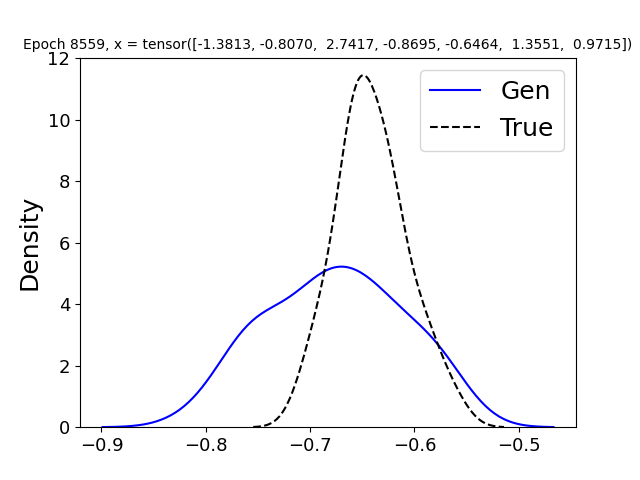 Epoch 8559, x = tensor([-1.3813, -0.8070,  2.7417, -0.8695, -0.6464,  1.3551,  0.9715])
12
10
8
6
4
2
0
Density
Gen
True
−0.9 −0.8 −0.7 −0.6 −0.5